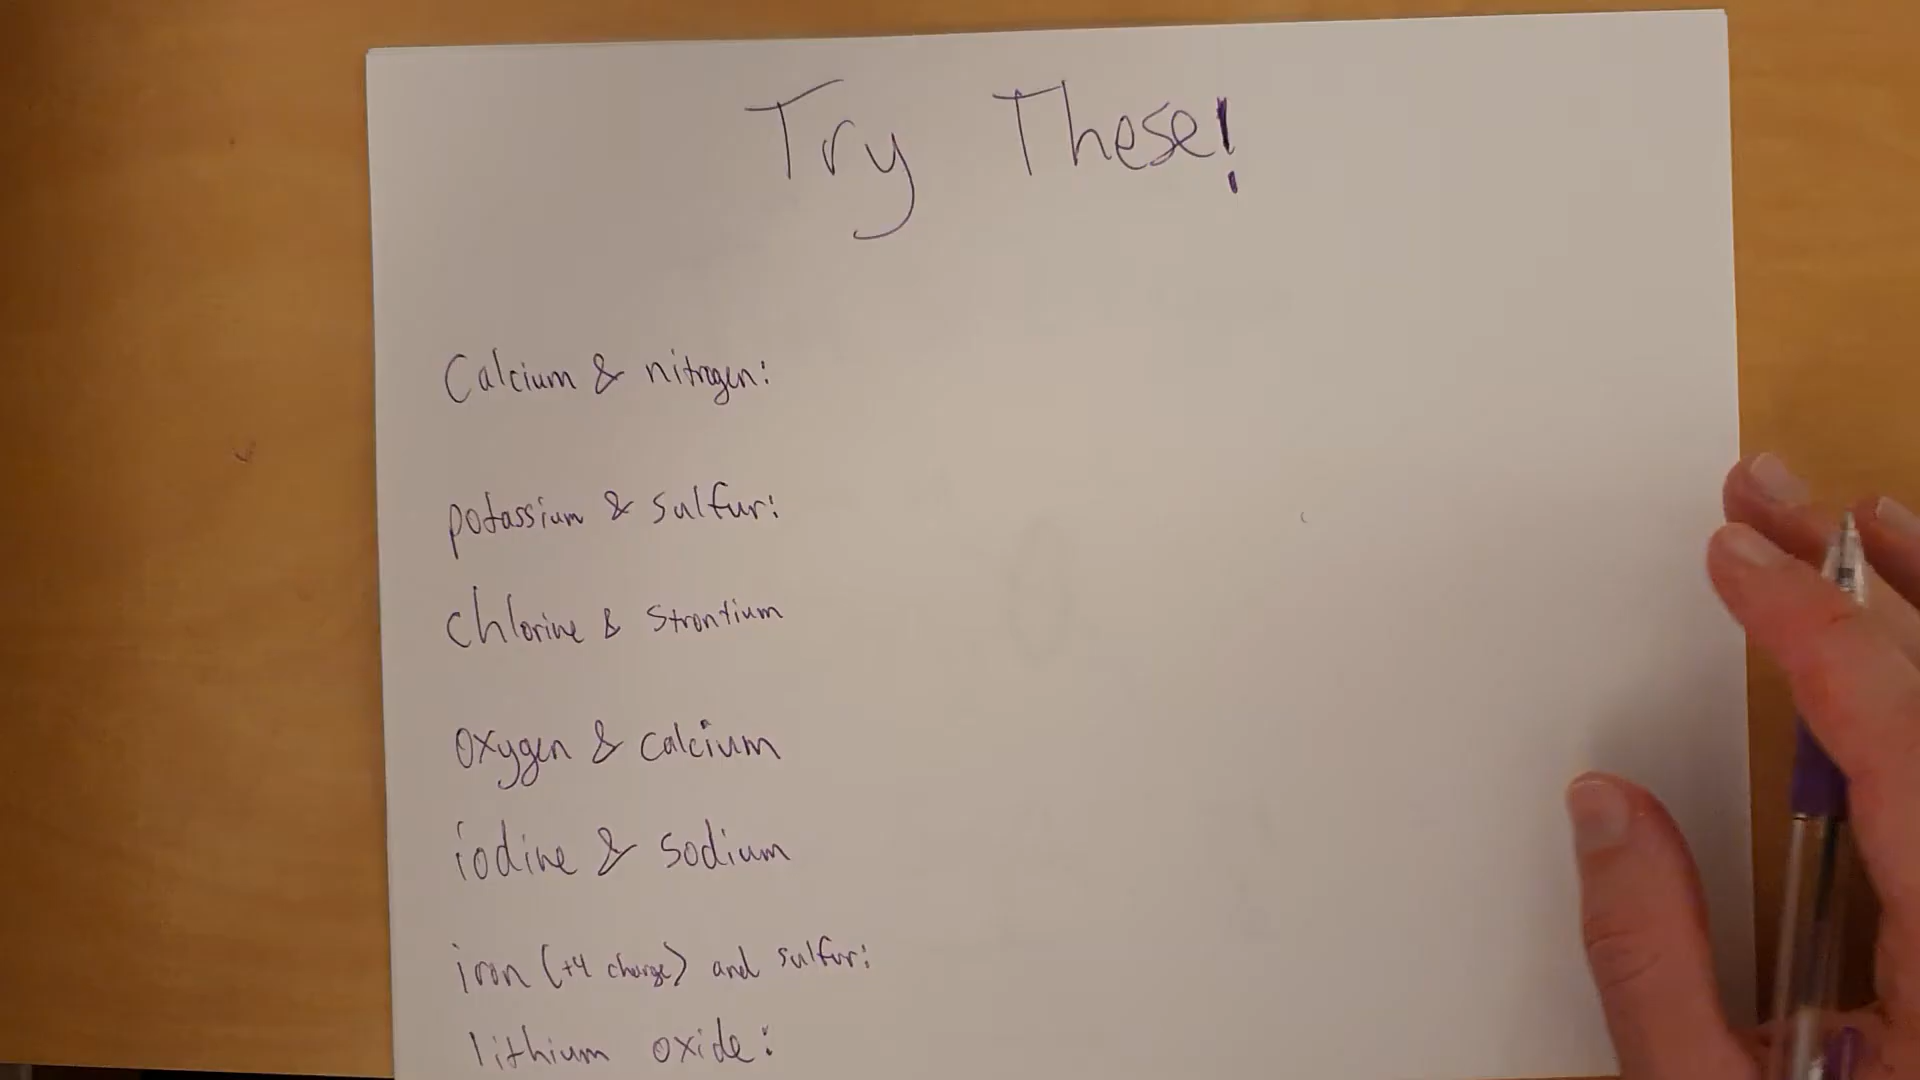 Try These!
Calcium & nitrogen:
potassium & sulfur:
chlorine & strontium
oxygen & calcium
iodine & sodium
iron (+4 charge) and sulfur:
lithium oxide: